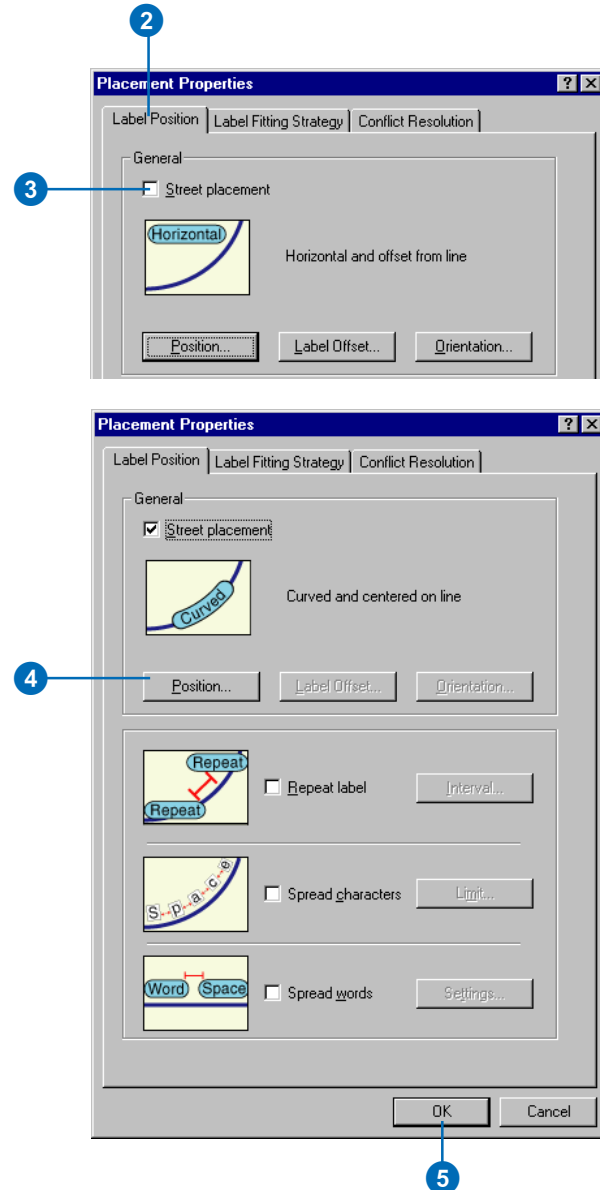 2
Placement Properties
Label Position Label Fitting Strategy Conflict Resolution
General
3
Street placement
Horizontal
Horizontal and offset from line
Position... Label Offset... Orientation...
Placement Properties
Label Position Label Fitting Strategy Conflict Resolution
General
Street placement
Curved
Curved and centered on line
4
Position... Label Offset... Orientation...
Repeat
Repeat
Repeat label Interval...
S p a c e
Spread characters Limit...
Word Space
Spread words Settings...
OK Cancel
5